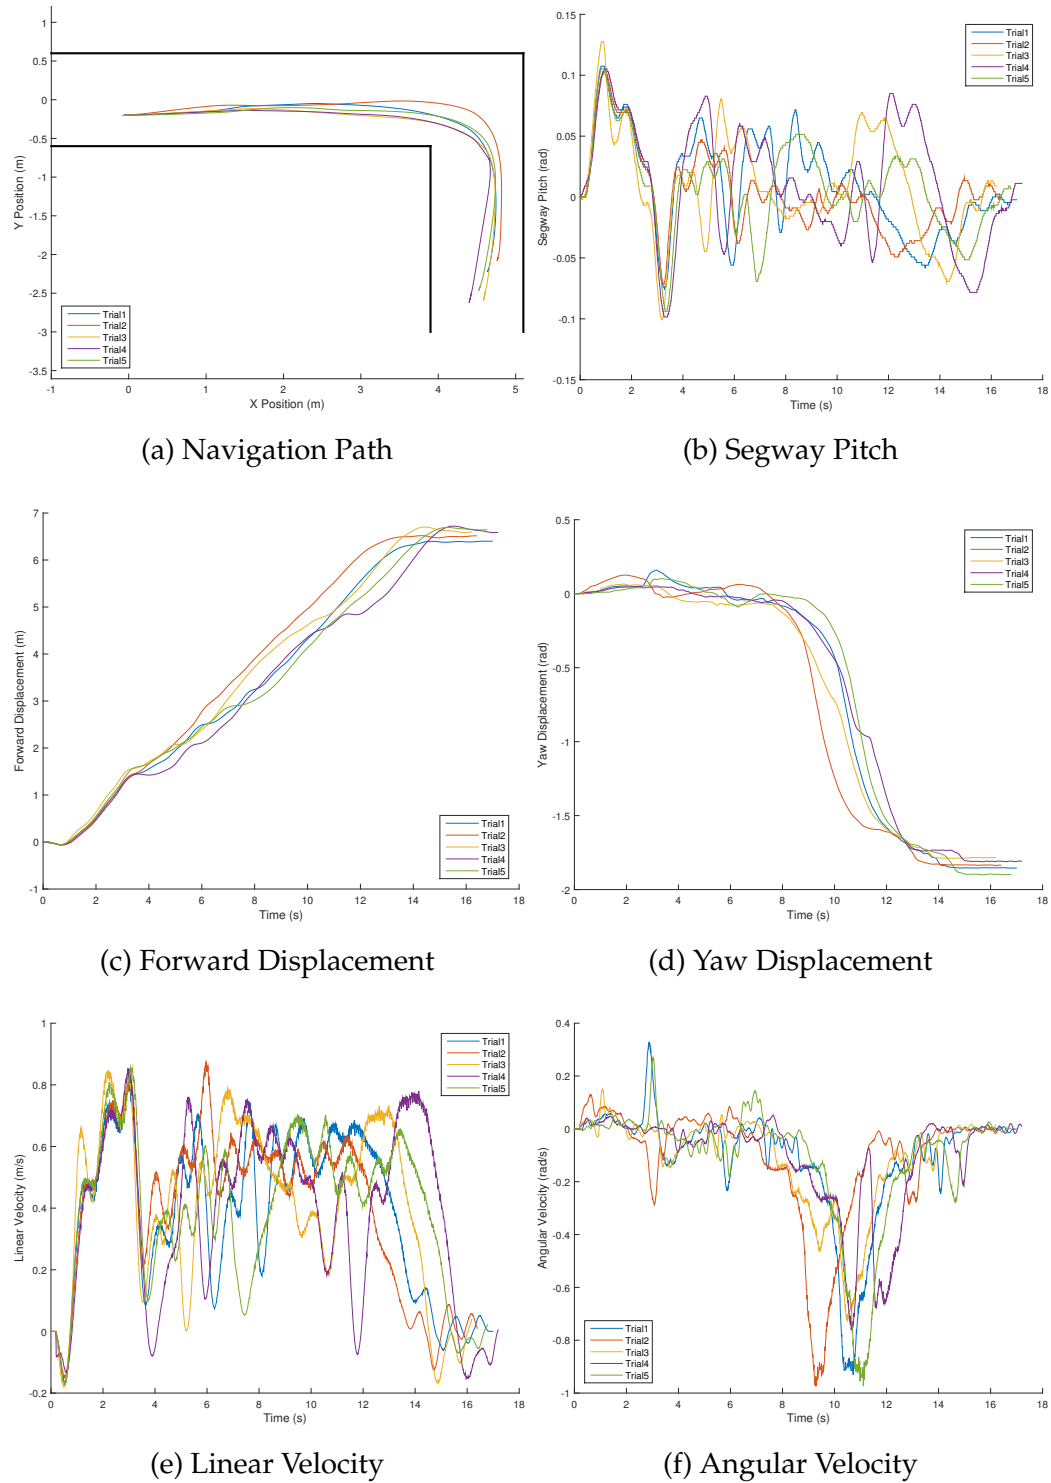 1
0.5
0
-0.5
-1
-1.5
-2
-2.5
-3
-3.5
-1
0
1
2
3
4
5
Y Position (m)
X Position (m)
Trial1
Trial2
Trial3
Trial4
Trial5
(a) Navigation Path
0.15
0.1
0.05
0
-0.05
-0.1
-0.15
0
2
4
6
8
10
12
14
16
18
Segway Pitch (rad)
Time (s)
Trial1
Trial2
Trial3
Trial4
Trial5
(b) Segway Pitch
7
6
5
4
3
2
1
0
-1
0
2
4
6
8
10
12
14
16
18
Forward Displacement (m)
Time (s)
Trial1
Trial2
Trial3
Trial4
Trial5
(c) Forward Displacement
0.5
0
-0.5
-1
-1.5
-2
0
2
4
6
8
10
12
14
16
18
Yaw Displacement (rad)
Time (s)
Trial1
Trial2
Trial3
Trial4
Trial5
(d) Yaw Displacement
1
0.8
0.6
0.4
0.2
0
-0.2
0
2
4
6
8
10
12
14
16
18
Linear Velocity (m/s)
Time (s)
Trial1
Trial2
Trial3
Trial4
Trial5
(e) Linear Velocity
0.4
0.2
0
-0.2
-0.4
-0.6
-0.8
-1
0
2
4
6
8
10
12
14
16
18
Angular Velocity (rad/s)
Time (s)
Trial1
Trial2
Trial3
Trial4
Trial5
(f) Angular Velocity